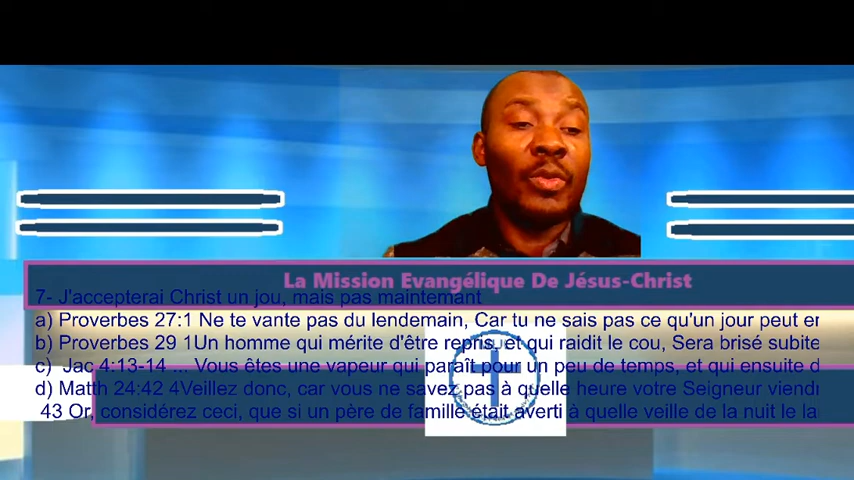 La Mission Evangélique De Jésus-Christ
7- J'accepterai Christ un jou, mais pas maintemant
a) Proverbes 27:1 Ne te vante pas du lendemain, Car tu ne sais pas ce qu'un jour peut en
b) Proverbes 29 1Un homme qui mérite d'être repris, et qui raidit le cou, Sera brisé subite
c) Jac 4:13-14 ... Vous êtes une vapeur qui paraît pour un peu de temps, et qui ensuite d
d) Matth 24:42 4Veillez donc, car vous ne savez pas à quelle heure votre Seigneur viendr
43 Or, considérez ceci, que si un père de famille était averti à quelle veille de la nuit le la